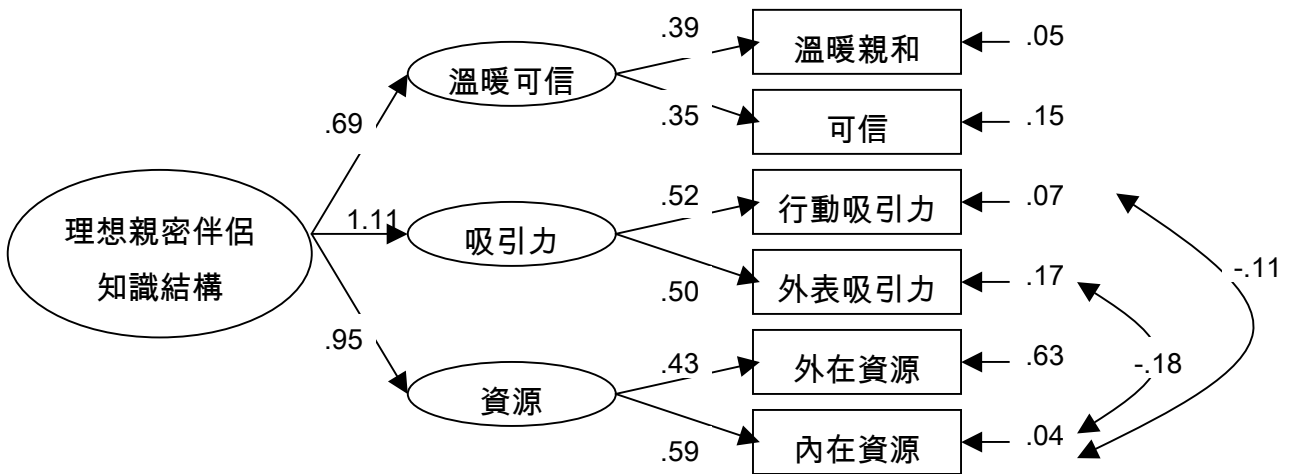 .39
溫暖親和
.05
溫暖可信
.69
.35
可信
.15
理想親密伴侶
知識結構
1.11
吸引力
.52
行動吸引力
.07
.50
外表吸引力
.17
-.11
.95
資源
.43
外在資源
.63
-.18
.59
內在資源
.04